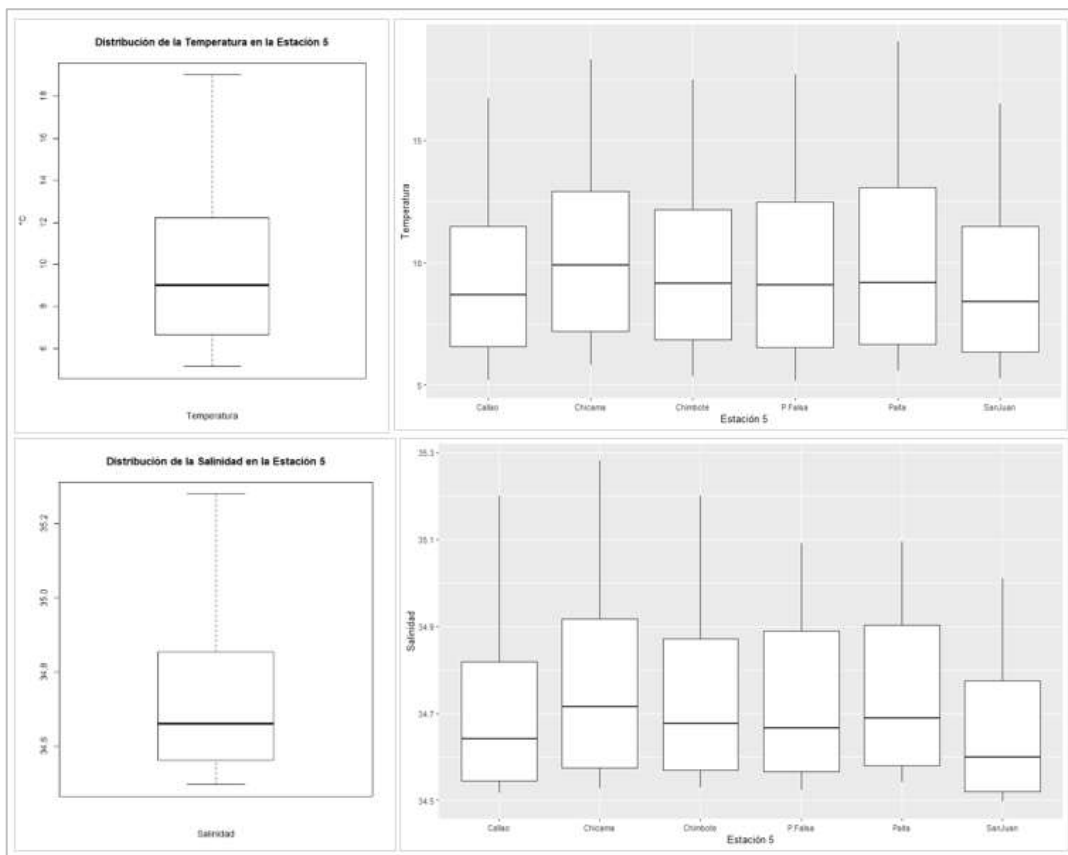 Distribución de la Temperatura en la Estación 5
°C
18
16
14
12
10
8
6
Temperatura
Temperatura
15
10
5
Callao Chicama Chimbote P.Falsa Paita SanJuan
Estación 5
Distribución de la Salinidad en la Estación 5
35.2
35.0
34.8
34.6
Salinidad
Salinidad
35.3
35.1
34.9
34.7
34.5
Callao Chicama Chimbote P.Falsa Paita SanJuan
Estación 5